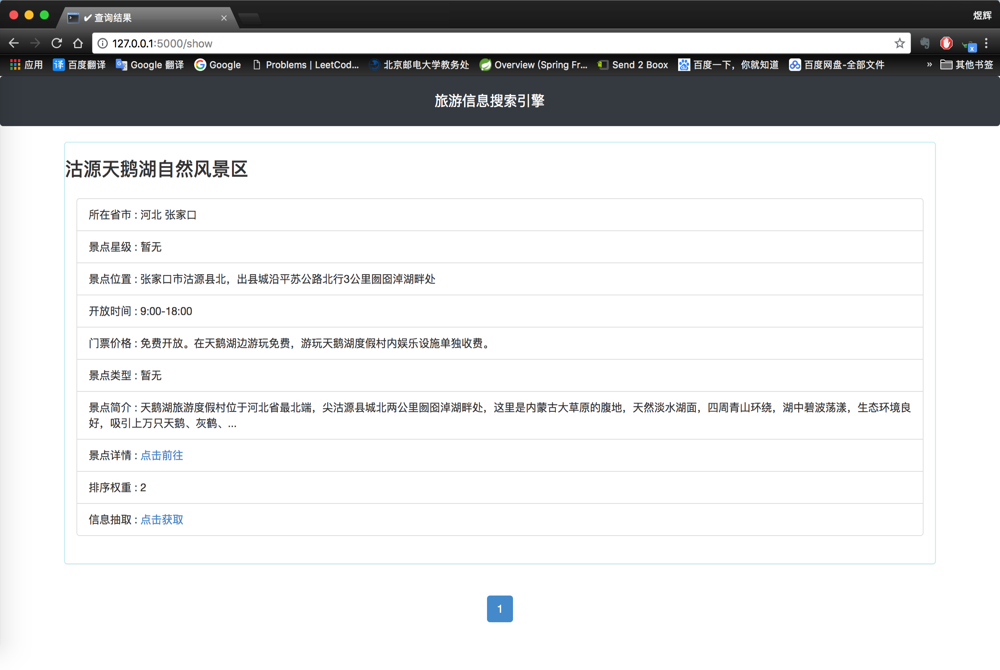 ✔ 查询结果
煜辉
127.0.0.1:5000/show
应用 百度翻译 Google 翻译 Google Problems | LeetCod... 北京邮电大学教务处 Overview (Spring Fr... Send 2 Boox 百度一下，你就知道 百度网盘-全部文件 » 其他书签
旅游信息搜索引擎
沽源天鹅湖自然风景区
所在省市 : 河北 张家口
景点星级 : 暂无
景点位置 : 张家口市沽源县北，出县城沿平苏公路北行3公里囫囵淖湖畔处
开放时间 : 9:00-18:00
门票价格 : 免费开放。在天鹅湖边游玩免费，游玩天鹅湖度假村内娱乐设施单独收费。
景点类型 : 暂无
景点简介 : 天鹅湖旅游度假村位于河北省最北端，尖沽源县城北两公里囫囵淖湖畔处，这里是内蒙古大草原的腹地，天然淡水湖面，四周青山环绕，湖中碧波荡漾，生态环境良
好，吸引上万只天鹅、灰鹤、...
景点详情 : 点击前往
排序权重 : 2
信息抽取 : 点击获取
1